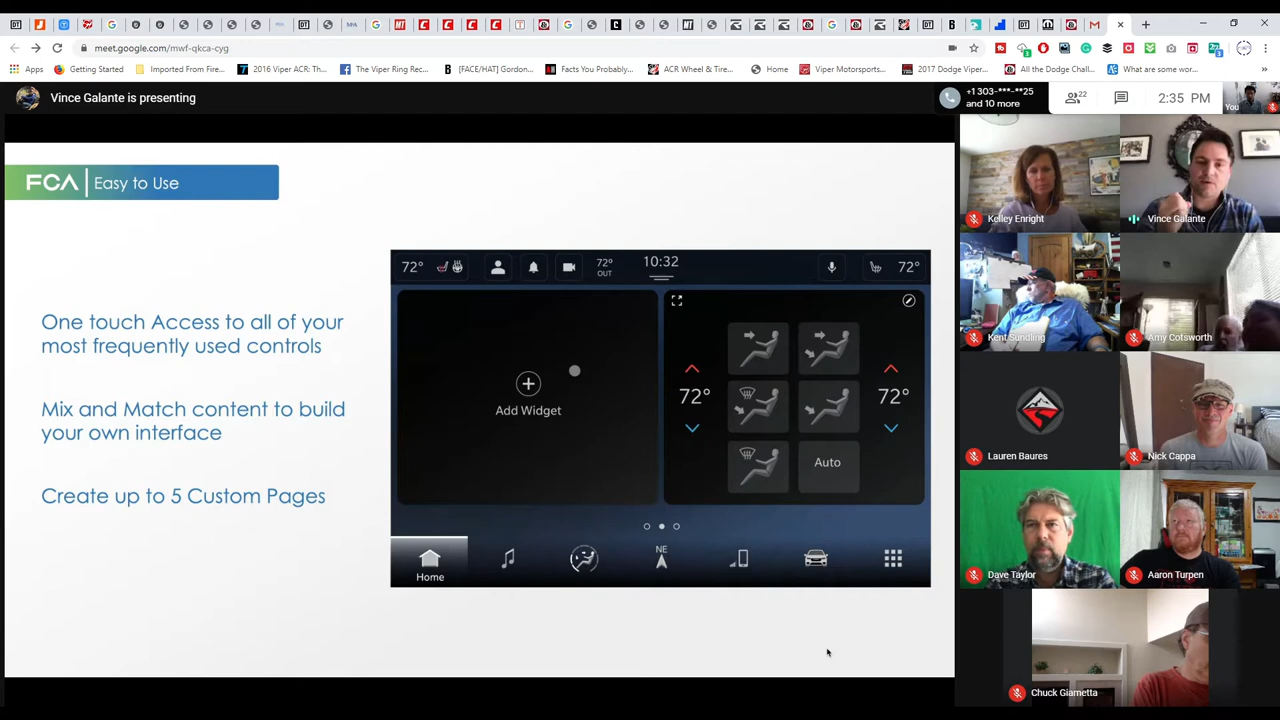 meet.google.com/mwf-qkca-cyg
Apps
Getting Started
Imported From Fire...
2016 Viper ACR: Th...
The Viper Ring Rec...
[FACE/HAT] Gordon...
Facts You Probably...
ACR Wheel & Tire...
Home
Viper Motorsports...
2017 Dodge Viper...
All the Dodge Chall...
What are some wor...
Vince Galante is presenting
+1 303-***-**25
and 10 more
22
2:35 PM
You
FCA
Easy to Use
One touch Access to all of your
most frequently used controls
Mix and Match content to build
your own interface
Create up to 5 Custom Pages
72°
72°
OUT
10:32
72°
Add Widget
72°
72°
Auto
Home
NE
Kelley Enright
Vince Galante
Kent Sundling
Amy Cotsworth
Lauren Baures
Nick Cappa
Dave Taylor
Aaron Turpen
Chuck Giametta